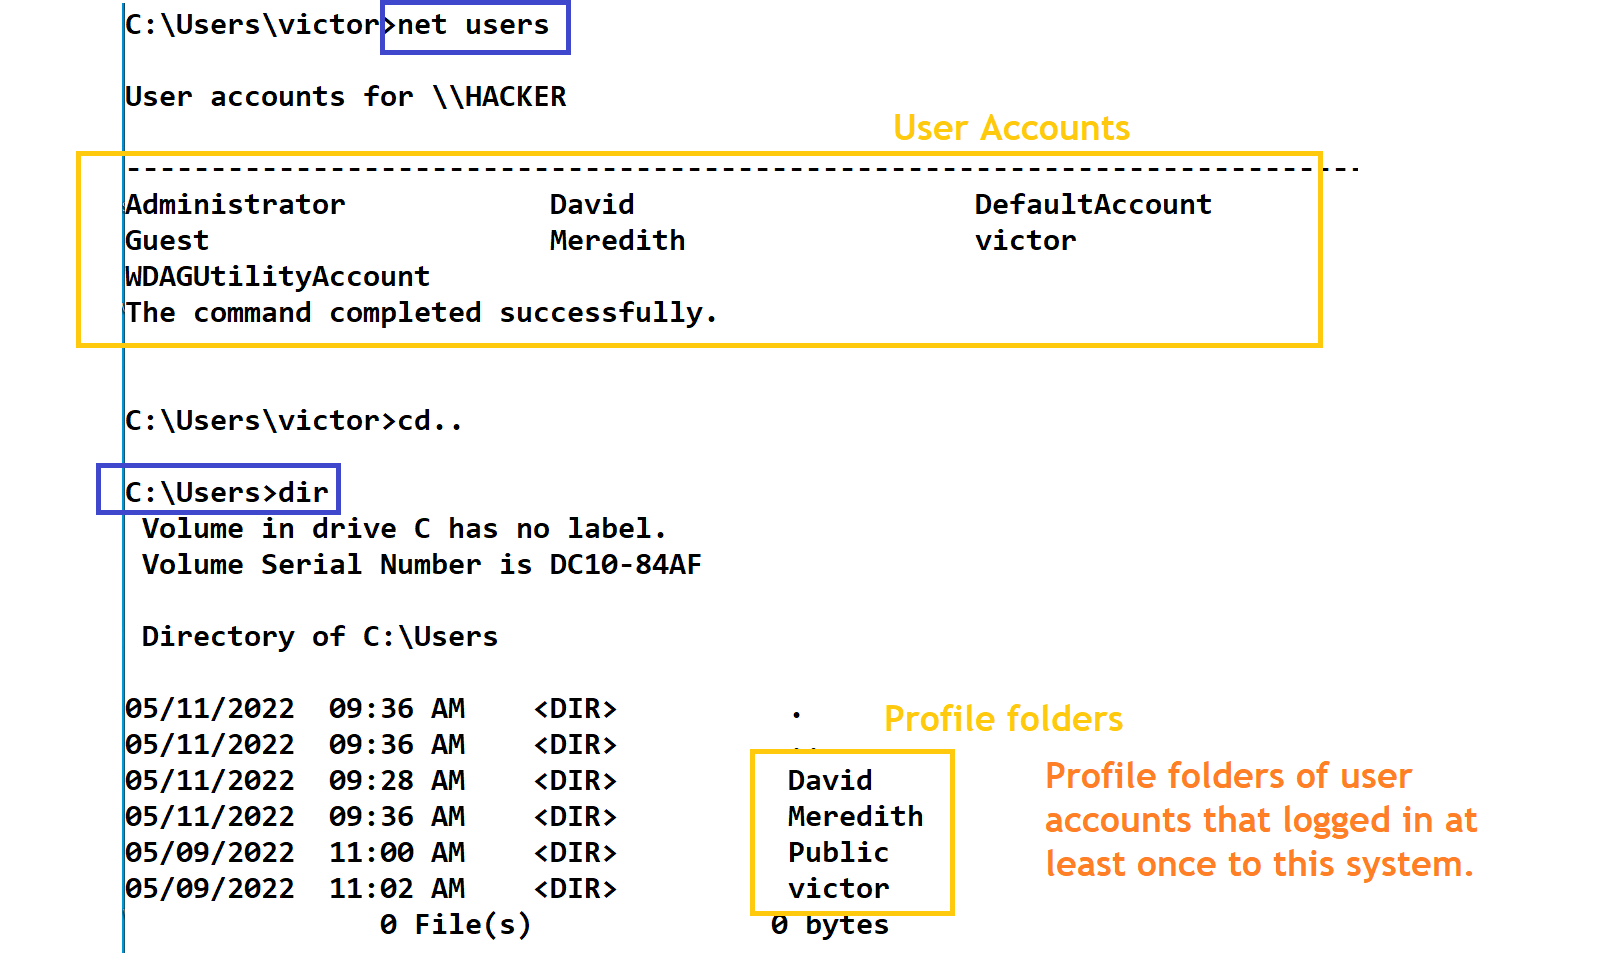 C:\Users\victor>net users
User accounts for \\HACKER
User Accounts
-------------------------------------------------------------------------------
Administrator            David                    DefaultAccount
Guest                    Meredith                 victor
WDAGUtilityAccount
The command completed successfully.
C:\Users\victor>cd..
C:\Users>dir
 Volume in drive C has no label.
 Volume Serial Number is DC10-84AF
 Directory of C:\Users
05/11/2022  09:36 AM    <DIR>          .
Profile folders
05/11/2022  09:36 AM    <DIR>          ..
05/11/2022  09:28 AM    <DIR>          David
05/11/2022  09:36 AM    <DIR>          Meredith
05/09/2022  11:00 AM    <DIR>          Public
05/09/2022  11:02 AM    <DIR>          victor
               0 File(s)              0 bytes
Profile folders of user
accounts that logged in at
least once to this system.